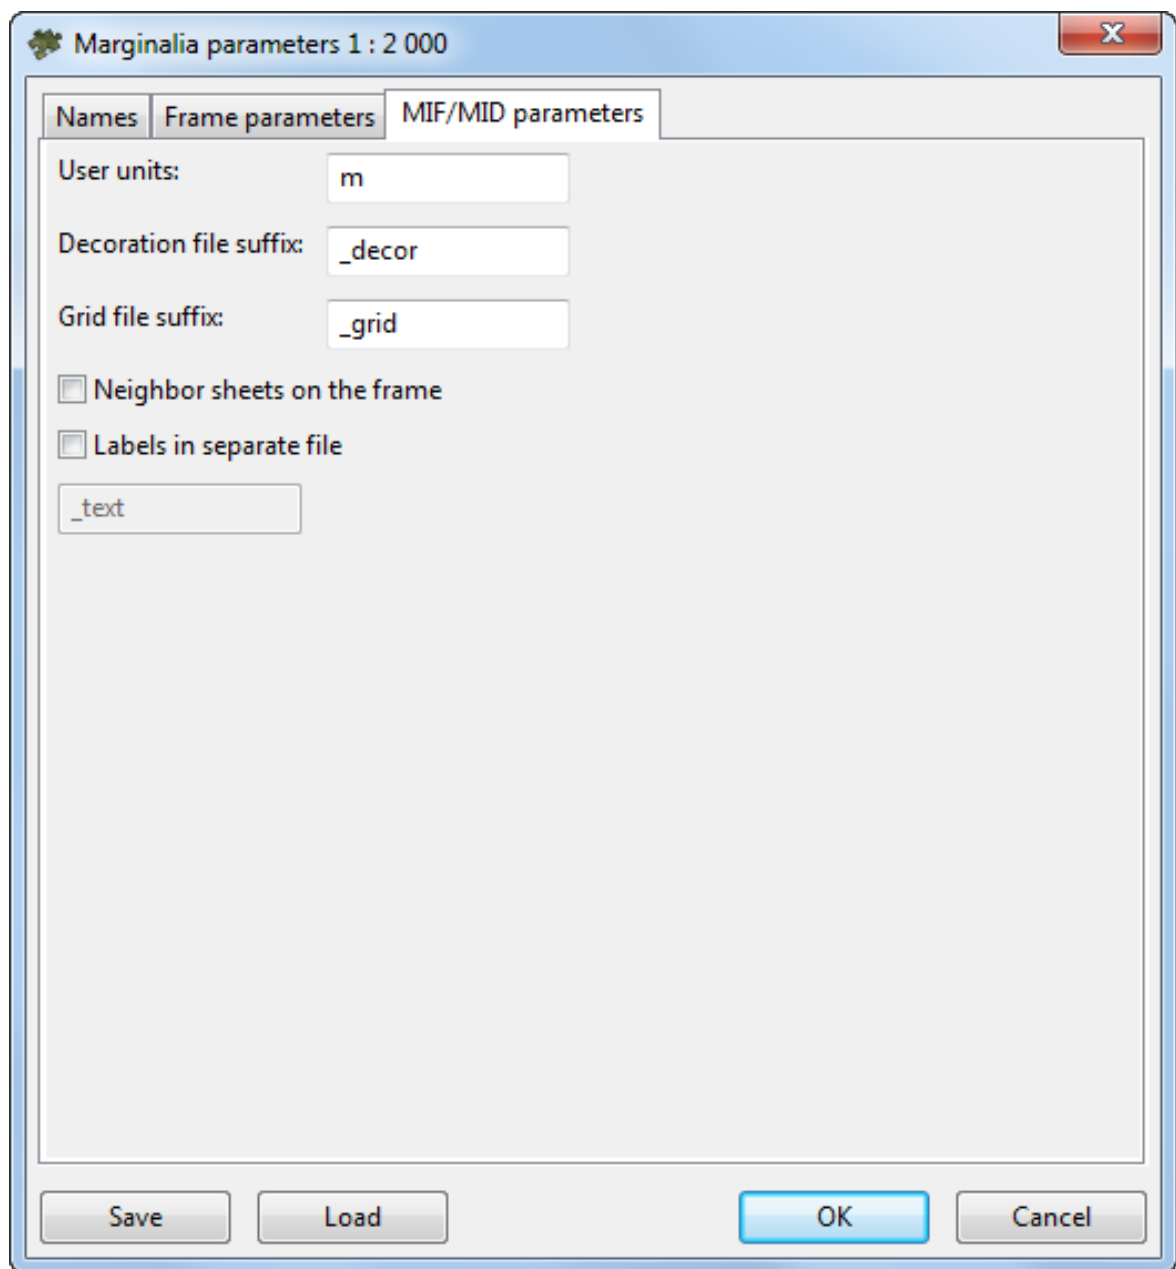 Marginalia parameters 1 : 2 000
Names Frame parameters MIF/MID parameters
User units: m
Decoration file suffix: _decor
Grid file suffix: _grid
Neighbor sheets on the frame
Labels in separate file
_text
Save Load OK Cancel